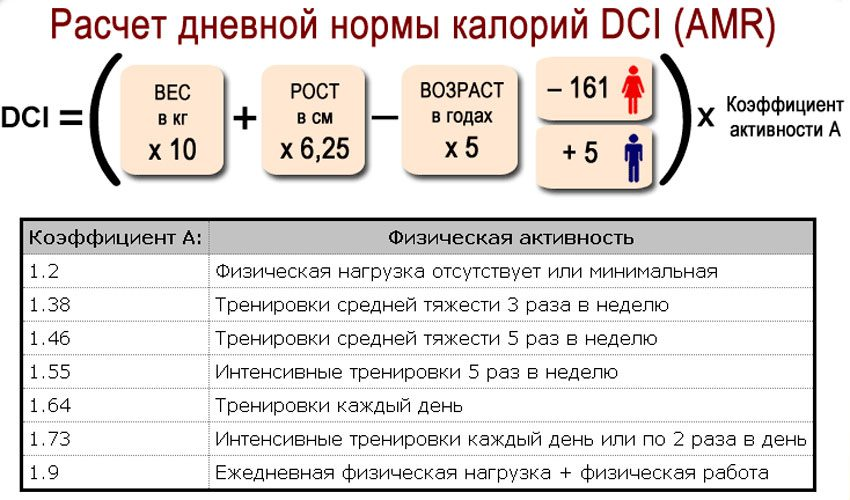 Расчет дневной нормы калорий DCI (AMR)
DCI = ( ВЕС в кг х 10 + РОСТ в см х 6,25 – ВОЗРАСТ в годах х 5 – 161 + 5 ) х Коэффициент активности А
Коэффициент А: Физическая активность
1.2 Физическая нагрузка отсутствует или минимальная
1.38 Тренировки средней тяжести 3 раза в неделю
1.46 Тренировки средней тяжести 5 раз в неделю
1.55 Интенсивные тренировки 5 раз в неделю
1.64 Тренировки каждый день
1.73 Интенсивные тренировки каждый день или по 2 раза в день
1.9 Ежедневная физическая нагрузка + физическая работа